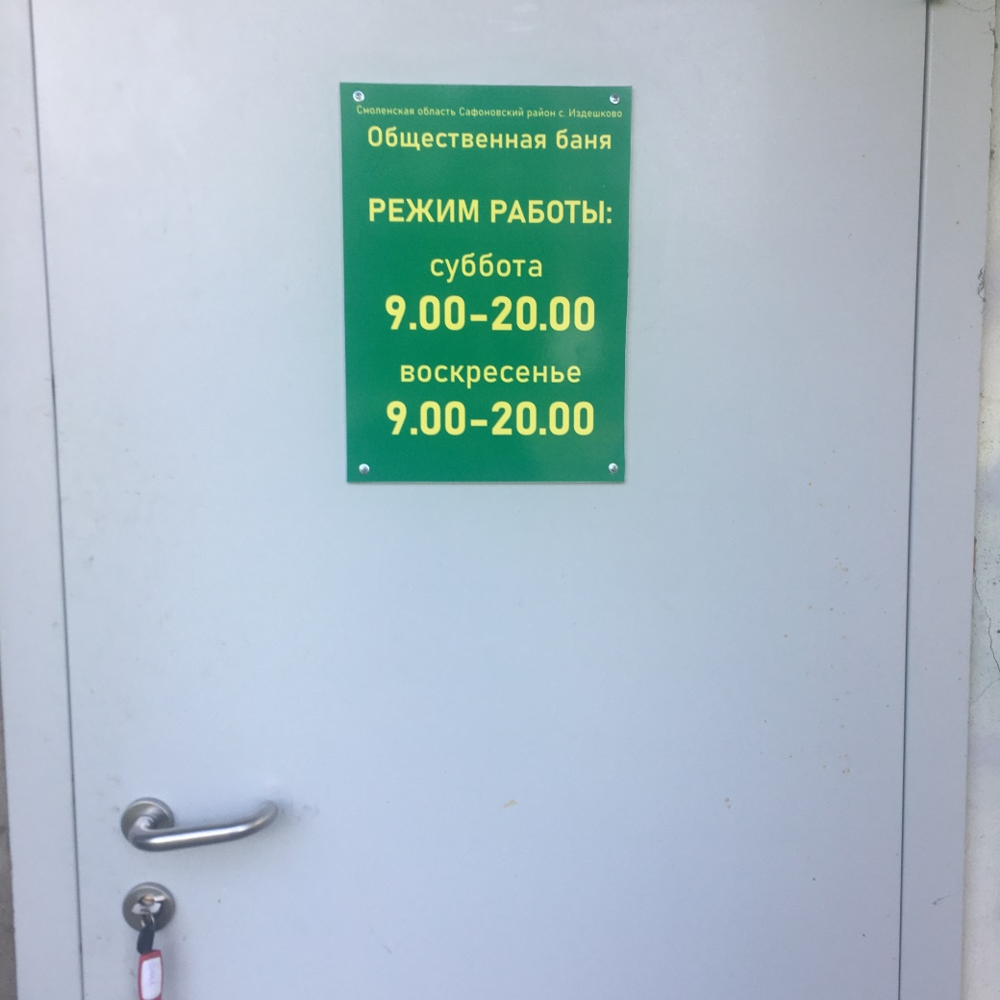 Смоленская область Сафоновский район с. Издешково
Общественная баня
РЕЖИМ РАБОТЫ:
суббота
9.00-20.00
воскресенье
9.00-20.00